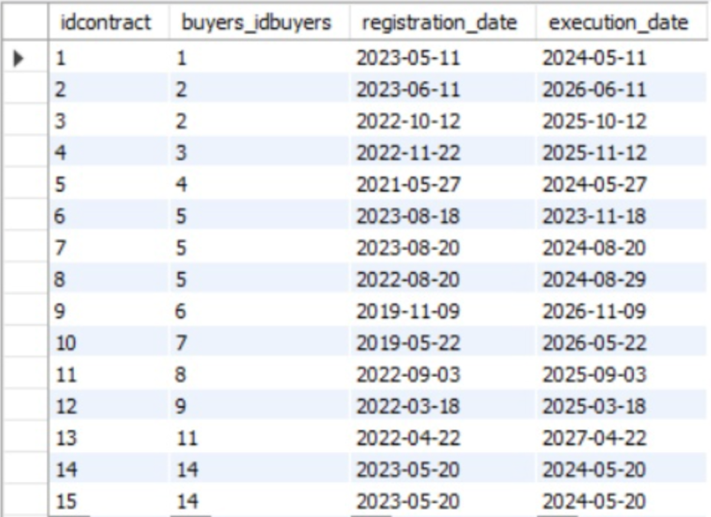 idcontract buyers_idbuyers registration_date execution_date
1 1 2023-05-11 2024-05-11
2 2 2023-06-11 2026-06-11
3 2 2022-10-12 2025-10-12
4 3 2022-11-22 2025-11-12
5 4 2021-05-27 2024-05-27
6 5 2023-08-18 2023-11-18
7 5 2023-08-20 2024-08-20
8 5 2022-08-20 2024-08-29
9 6 2019-11-09 2026-11-09
10 7 2019-05-22 2026-05-22
11 8 2022-09-03 2025-09-03
12 9 2022-03-18 2025-03-18
13 11 2022-04-22 2027-04-22
14 14 2023-05-20 2024-05-20
15 14 2023-05-20 2024-05-20